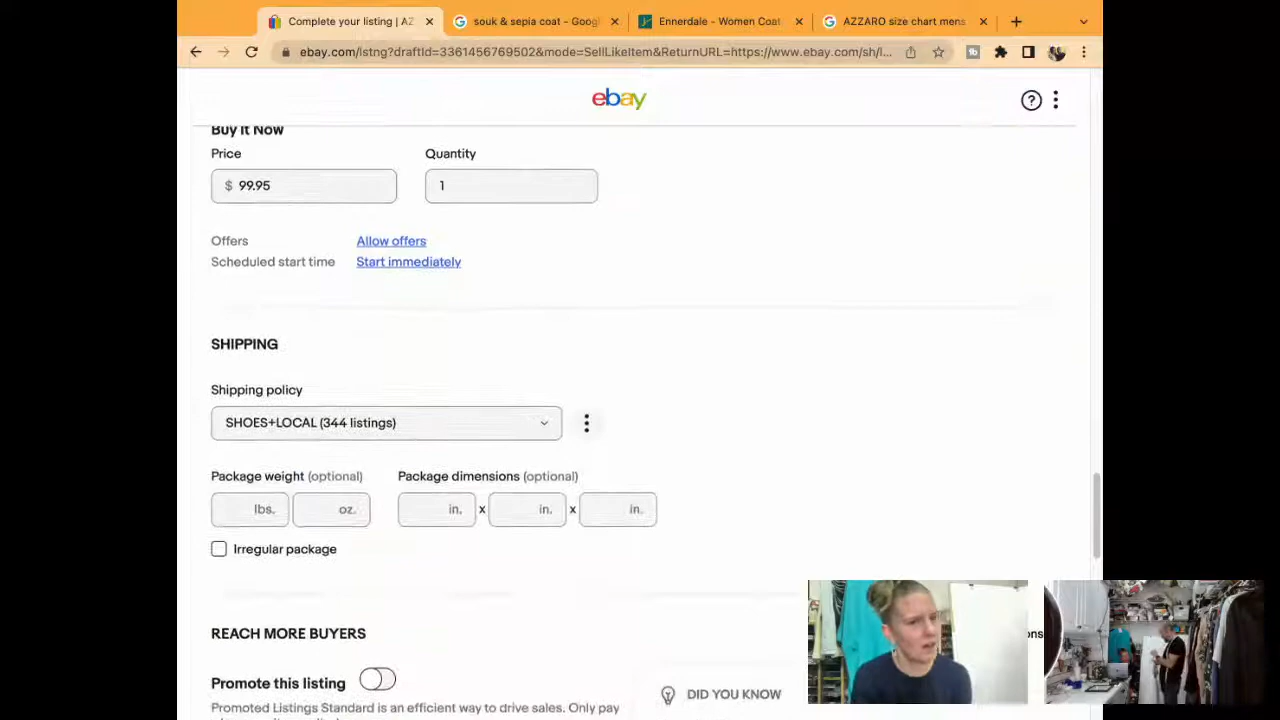 Complete your listing | AZ
souk & sepia coat - Googl
Ennerdale - Women Coat
AZZARO size chart mens
ebay.com/lstng?draftId=3361456769502&mode=SellLikeItem&ReturnURL=https://www.ebay.com/sh/l...
ebay
Buy It Now
Price
Quantity
$ 99.95
1
Offers
Allow offers
Scheduled start time
Start immediately
SHIPPING
Shipping policy
SHOES+LOCAL (344 listings)
Package weight (optional)
Package dimensions (optional)
lbs.
oz.
in. x in. x in.
Irregular package
REACH MORE BUYERS
Promote this listing
DID YOU KNOW
Promoted Listings Standard is an efficient way to drive sales. Only pay